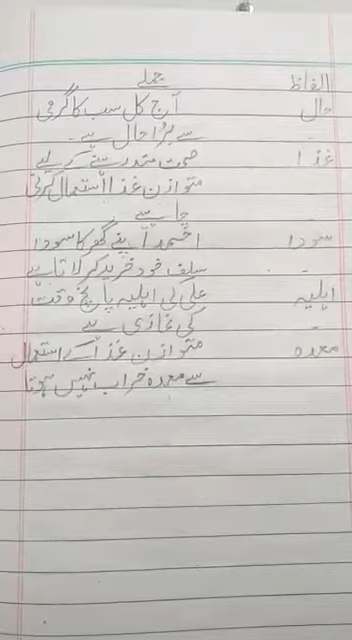 الفاظ جملے
حال آج کل سب کا گرمی
سے بُرا حال ہے۔
غذا صحت مند رہنے کے لیے
متوازن غذا استعمال کرنی
چاہیے
سودا احمد اپنے گھر کا سودا
سلف خود خرید کر لاتا ہے
اہلیہ علی کی اہلیہ پانچ وقت
کی نمازی ہے
معدہ متوازن غذا کے استعمال
سے معدہ خراب نہیں ہوتا